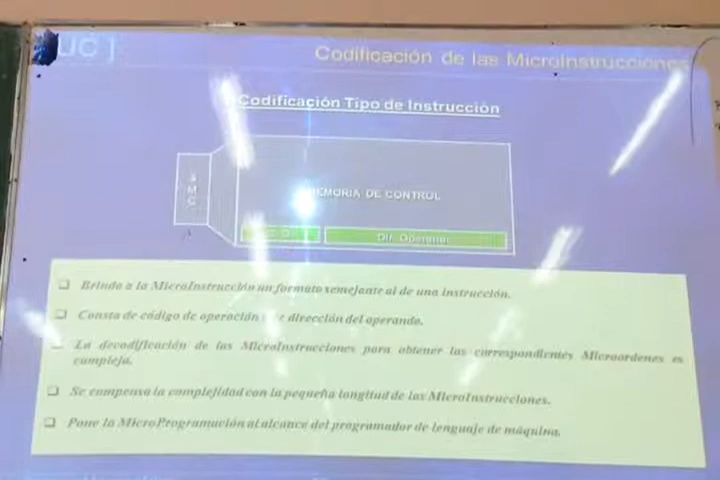 UC 1
Codificación de las MicroInstrucciones
Codificación Tipo de Instrucción
MEMORIA DE CONTROL
Dir. Operando
Brinda a la MicroInstrucción un formato semejante al de una instrucción.
Consta de código de operación de dirección del operando.
La decodificación de las MicroInstrucciones para obtener las correspondientes Microordenes es
compleja.
Se compensa la complejidad con la pequeña longitud de las MicroInstrucciones.
Pone la MicroProgramación al alcance del programador de lenguaje de máquina.